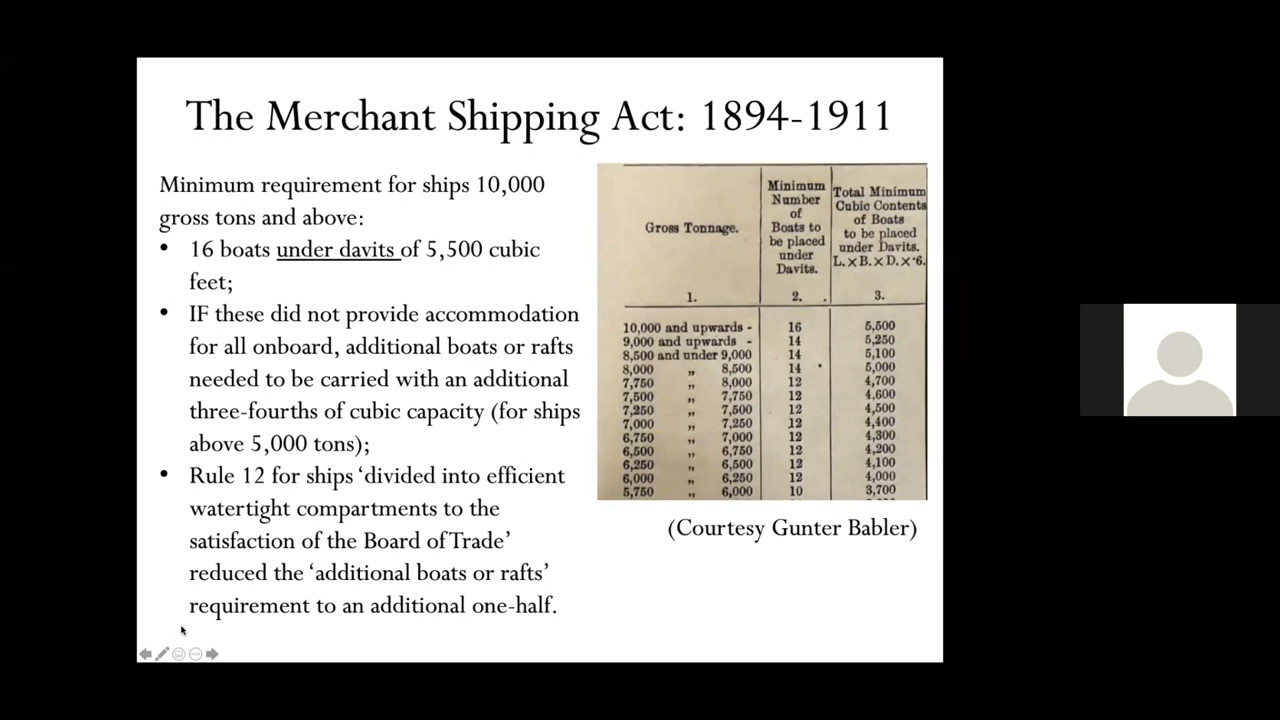 The Merchant Shipping Act: 1894-1911
Minimum requirement for ships 10,000
gross tons and above:
• 16 boats under davits of 5,500 cubic
feet;
• IF these did not provide accommodation
for all onboard, additional boats or rafts
needed to be carried with an additional
three-fourths of cubic capacity (for ships
above 5,000 tons);
• Rule 12 for ships ‘divided into efficient
watertight compartments to the
satisfaction of the Board of Trade’
reduced the ‘additional boats or rafts’
requirement to an additional one-half.
Gross Tonnage.
Minimum
Number
of
Boats to
be placed
under
Davits.
Total Minimum
Cubic Contents
of Boats
to be placed
under Davits.
L. × B. × D. × ·6.
1. 2. 3.
10,000 and upwards - 16 5,500
9,000 and upwards - 14 5,250
8,500 and under 9,000 14 5,100
8,000 „ 8,500 14 5,000
7,750 „ 8,000 12 4,700
7,500 „ 7,750 12 4,600
7,250 „ 7,500 12 4,500
7,000 „ 7,250 12 4,400
6,750 „ 7,000 12 4,300
6,500 „ 6,750 12 4,200
6,250 „ 6,500 12 4,100
6,000 „ 6,250 12 4,000
5,750 „ 6,000 10 3,700
(Courtesy Gunter Babler)